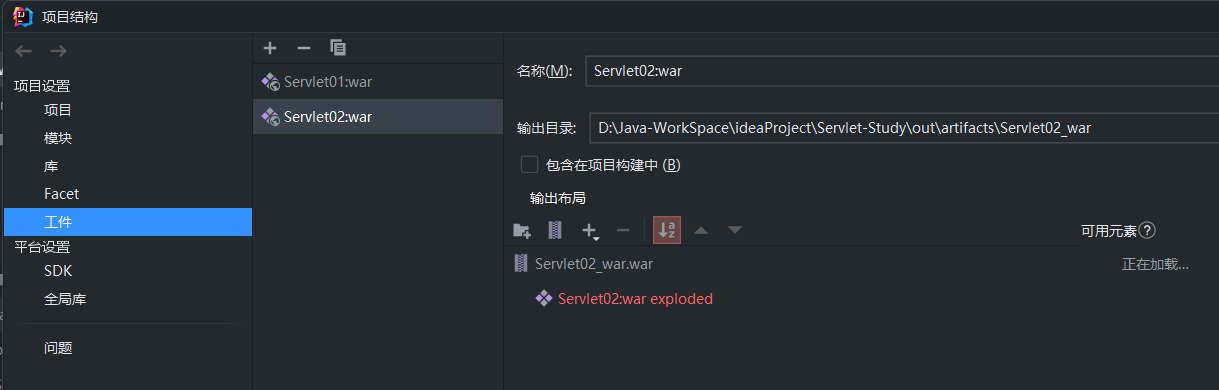 项目结构
项目设置
项目
模块
库
Facet
工件
平台设置
SDK
全局库
问题
Servlet01:war
Servlet02:war
名称(M): Servlet02:war
输出目录: D:\Java-WorkSpace\ideaProject\Servlet-Study\out\artifacts\Servlet02_war
包含在项目构建中 (B)
输出布局
可用元素?
Servlet02_war.war
正在加载...
Servlet02:war exploded